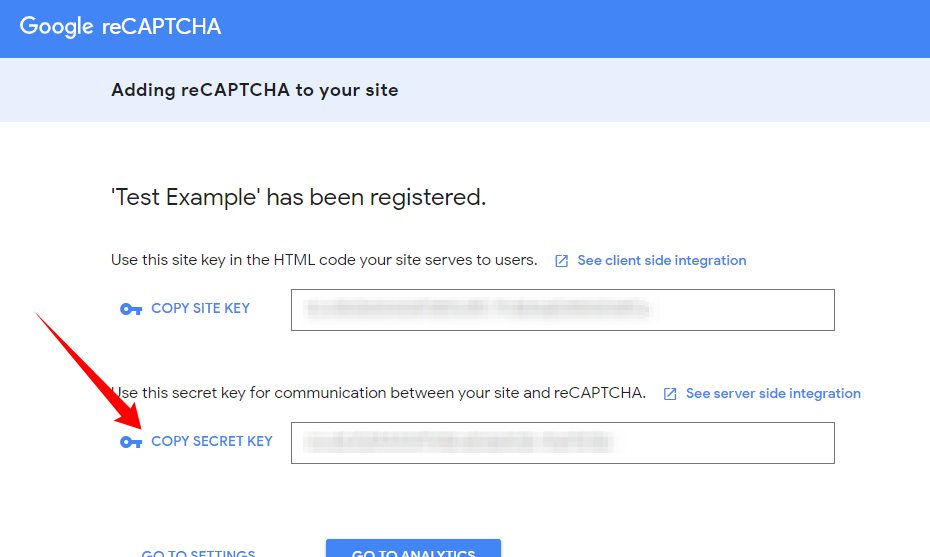 Google reCAPTCHA
Adding reCAPTCHA to your site
'Test Example' has been registered.
Use this site key in the HTML code your site serves to users. See client side integration
COPY SITE KEY
Use this secret key for communication between your site and reCAPTCHA. See server side integration
COPY SECRET KEY
GO TO SETTINGS GO TO ANALYTICS